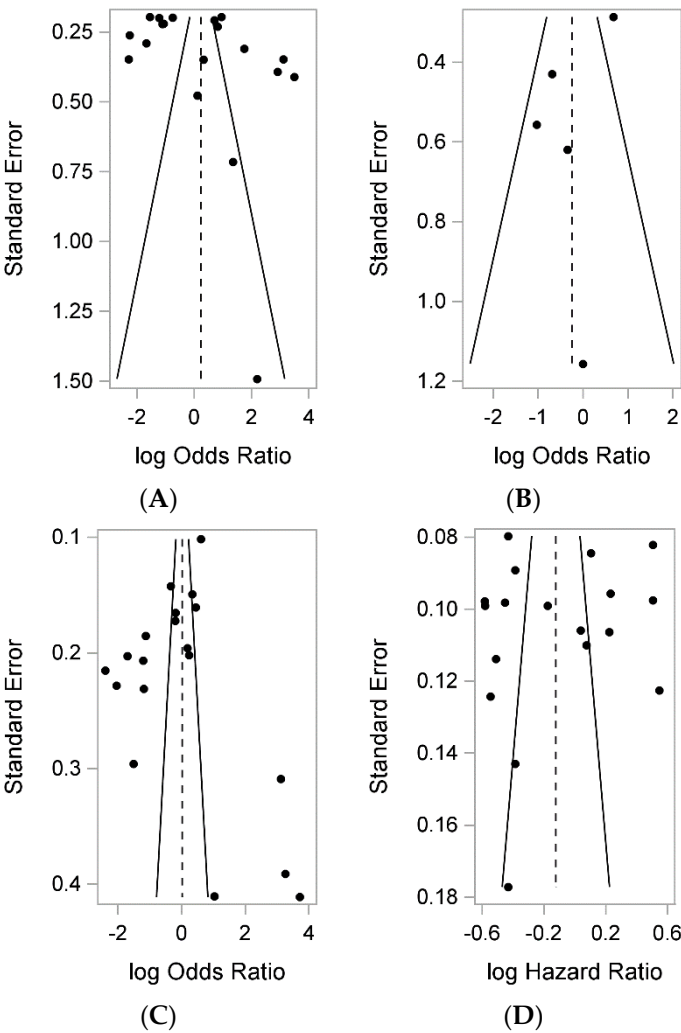 0.25
0.50
0.75
1.00
1.25
1.50
Standard Error
-2 0 2 4
log Odds Ratio
(A)
0.4
0.6
0.8
1.0
1.2
Standard Error
-2 -1 0 1 2
log Odds Ratio
(B)
0.1
0.2
0.3
0.4
Standard Error
-2 0 2 4
log Odds Ratio
(C)
0.08
0.10
0.12
0.14
0.16
0.18
Standard Error
-0.6 -0.2 0.2 0.6
log Hazard Ratio
(D)